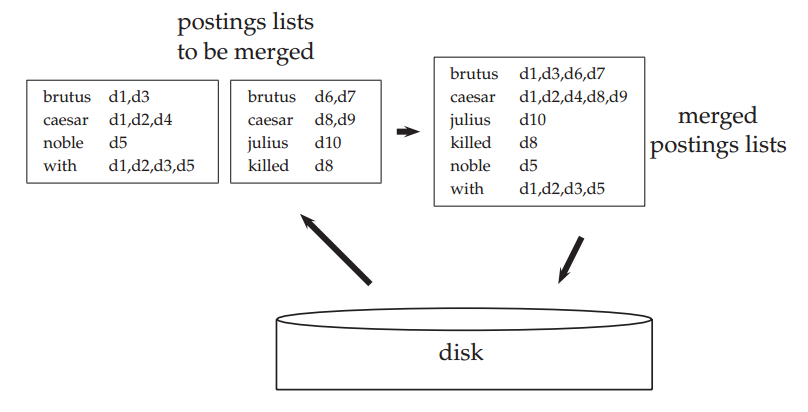 postings lists
to be merged
brutus d1,d3
caesar d1,d2,d4
noble d5
with d1,d2,d3,d5
brutus d6,d7
caesar d8,d9
julius d10
killed d8
brutus d1,d3,d6,d7
caesar d1,d2,d4,d8,d9
julius d10
killed d8
noble d5
with d1,d2,d3,d5
merged
postings lists
disk